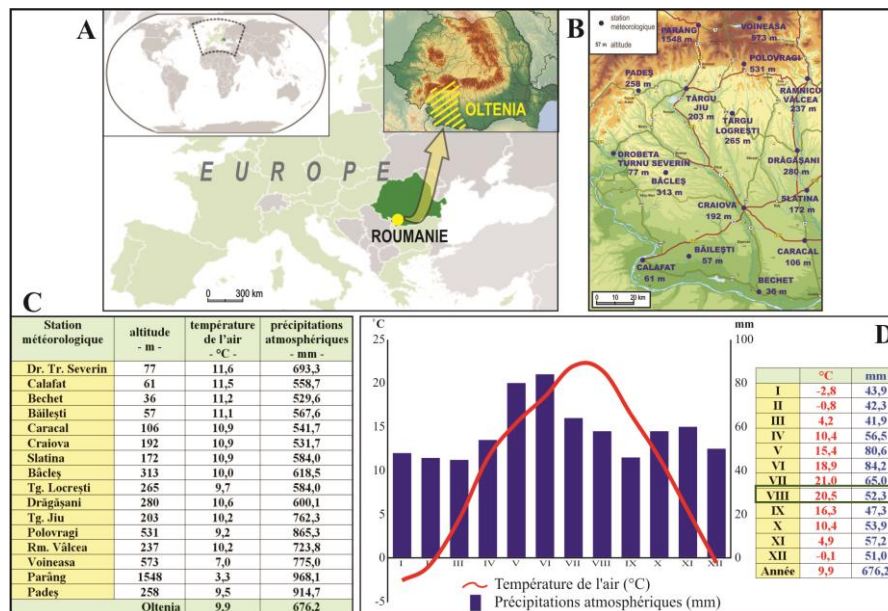 A
EUROPE
OLTENIA
ROUMANIE
0 300 km
B
station
météorologique
57 m altitude
PARÂNG
1548 m
VOINEASA
573 m
POLOVRAGI
531 m
PADEŞ
258 m
TÂRGU
JIU
203 m
RÂMNICU
VÂLCEA
237 m
TÂRGU
LOGREŞTI
265 m
DROBETA
TURNU SEVERIN
77 m
BÂCLEŞ
313 m
DRĂGĂŞANI
280 m
SLATINA
172 m
CRAIOVA
192 m
BĂILEŞTI
57 m
CALAFAT
61 m
CARACAL
106 m
BECHET
36 m
0 10 20 km
C
Station météorologique | altitude - m - | température de l'air - °C - | précipitations atmosphériques - mm -
Dr. Tr. Severin 77 11,6 693,3
Calafat 61 11,5 558,7
Bechet 36 11,2 529,6
Băileşti 57 11,1 567,6
Caracal 106 10,9 541,7
Craiova 192 10,9 531,7
Slatina 172 10,9 584,0
Bâcleş 313 10,0 618,5
Tg. Locreşti 265 9,7 584,0
Drăgăşani 280 10,6 600,1
Tg. Jiu 203 10,2 762,3
Polovragi 531 9,2 865,3
Rm. Vâlcea 237 10,2 723,8
Voineasa 573 7,0 775,0
Parâng 1548 3,3 968,1
Padeş 258 9,5 914,7
Oltenia 9,9 676,2
D
°C
25
20
15
10
5
0
-5
mm
100
80
60
40
20
0
I III IV V VI VII VIII IX X XI XII
Température de l'air (°C)
Précipitations atmosphériques (mm)
°C mm
I -2,8 43,9
II -0,8 42,3
III 4,2 41,9
IV 10,4 56,5
V 15,4 80,6
VI 18,9 84,2
VII 21,0 65,0
VIII 20,5 52,3
IX 16,3 47,3
X 10,4 53,9
XI 4,9 57,2
XII -0,1 51,0
Année 9,9 676,2